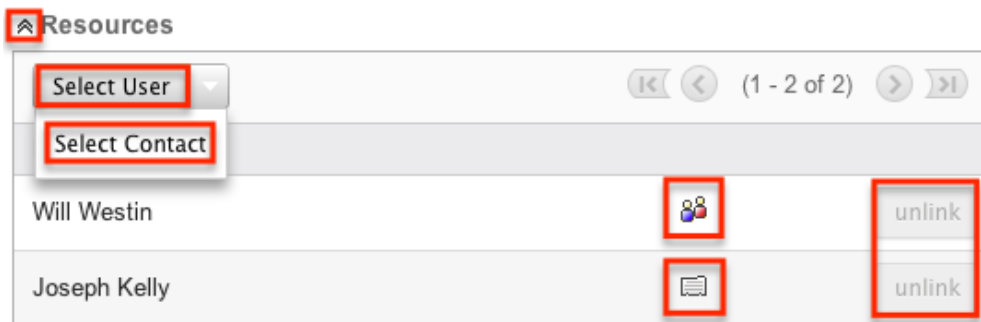 Resources
Select User (1 - 2 of 2)
Select Contact
Will Westin unlink
Joseph Kelly unlink